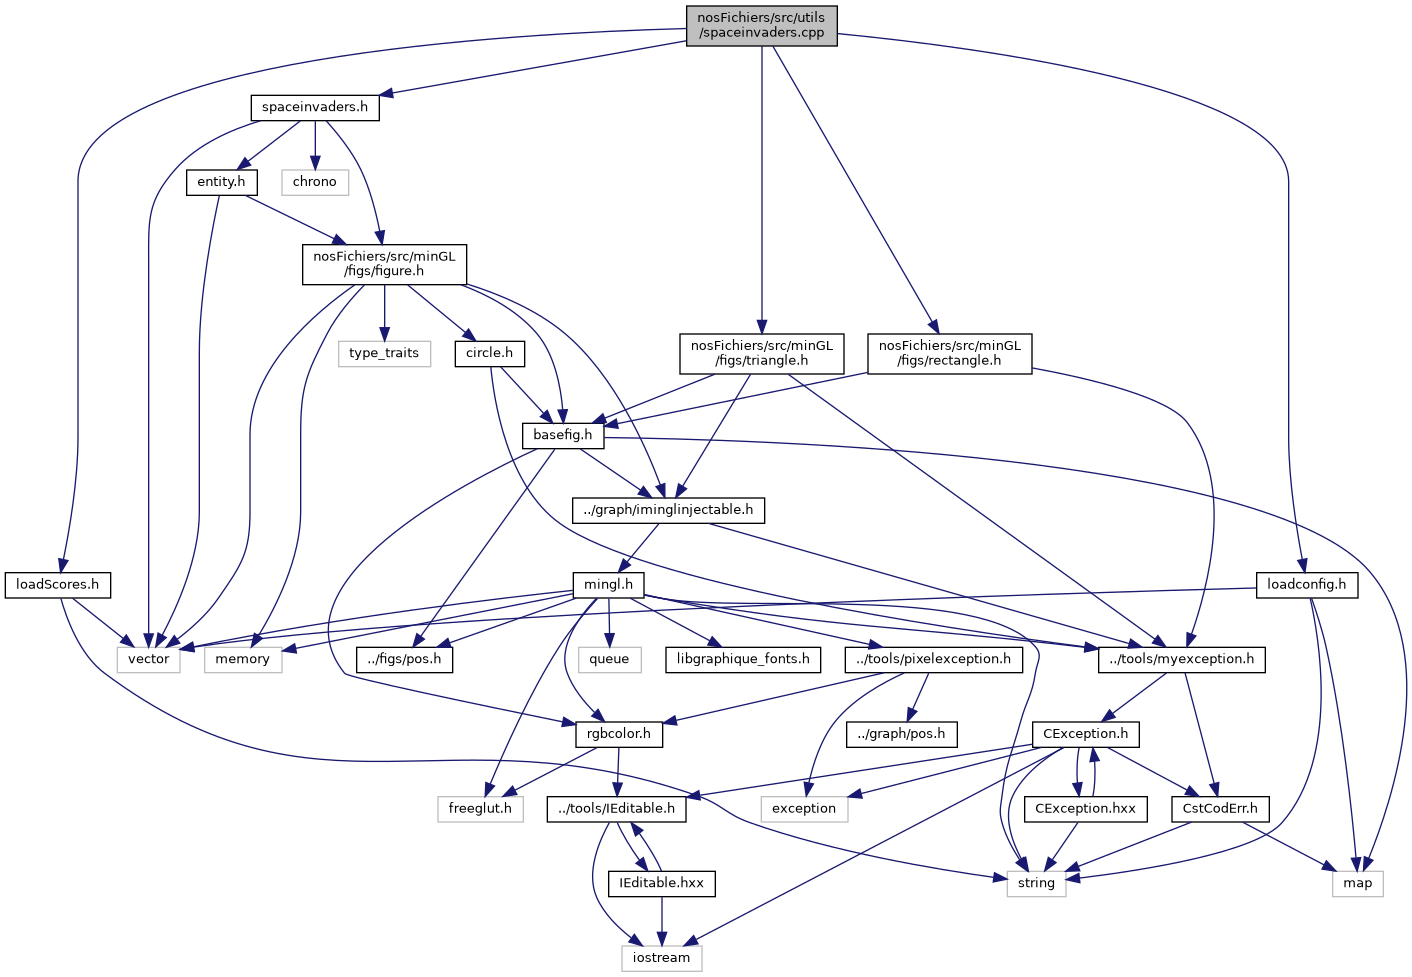 nosFichiers/src/utils
/spaceinvaders.cpp
spaceinvaders.h
entity.h
chrono
nosFichiers/src/minGL
/figs/figure.h
type_traits
circle.h
nosFichiers/src/minGL
/figs/triangle.h
nosFichiers/src/minGL
/figs/rectangle.h
basefig.h
../graph/iminglinjectable.h
loadScores.h
mingl.h
loadconfig.h
vector
memory
../figs/pos.h
queue
libgraphique_fonts.h
../tools/pixelexception.h
../tools/myexception.h
rgbcolor.h
../graph/pos.h
CException.h
freeglut.h
../tools/IEditable.h
exception
CException.hxx
CstCodErr.h
IEditable.hxx
string
map
iostream